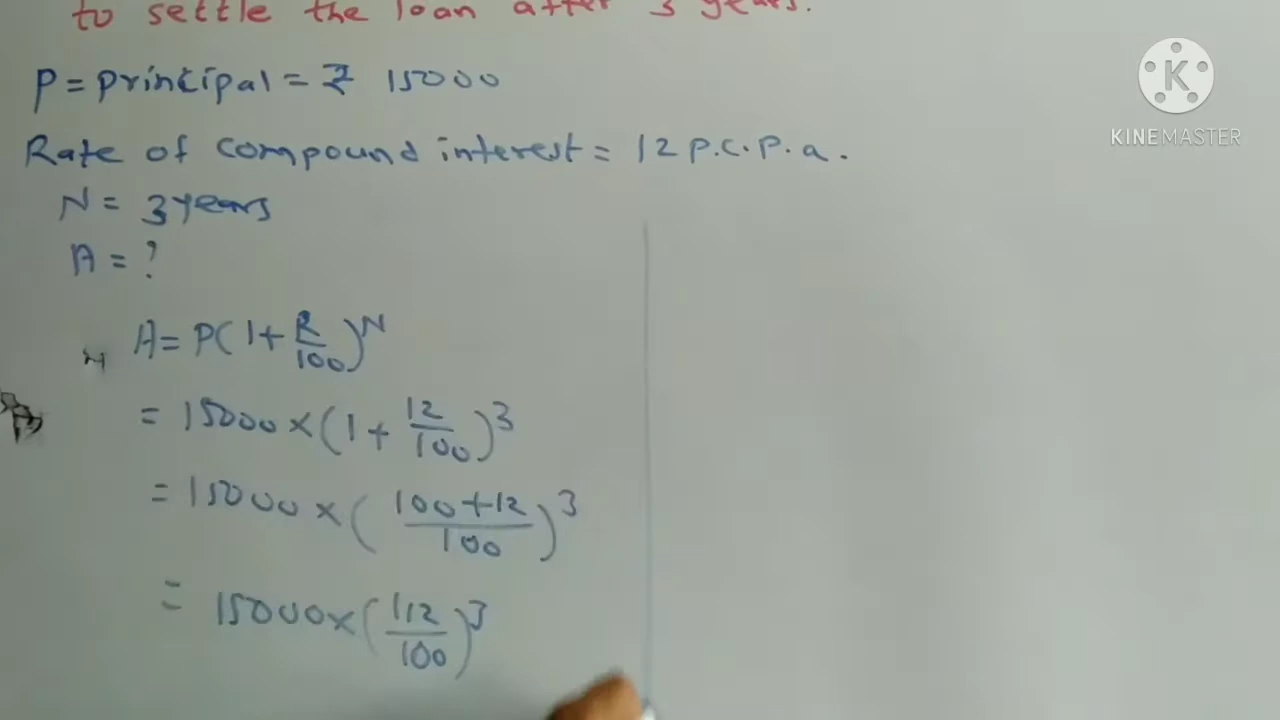 to settle the loan after 3 years.
P = Principal = ₹ 15000
Rate of compound interest = 12 P.C.P.a.
N = 3 years
A = ?
A = P(1 + R/100)^N
= 15000 × (1 + 12/100)^3
= 15000 × (100+12/100)^3
= 15000 × (112/100)^3
K
KINEMASTER